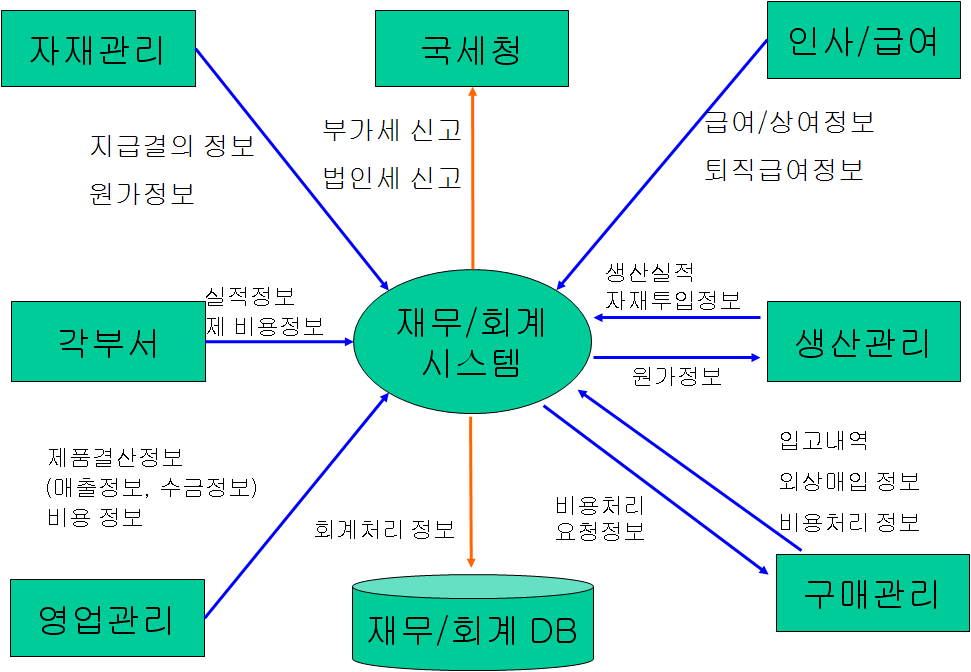 자재관리
국세청
인사/급여
지급결의 정보
원가정보
부가세 신고
법인세 신고
급여/상여정보
퇴직급여정보
각부서
실적정보
제 비용정보
재무/회계
시스템
생산실적
자재투입정보
원가정보
생산관리
제품결산정보
(매출정보, 수금정보)
비용 정보
회계처리 정보
비용처리
요청정보
입고내역
외상매입 정보
비용처리 정보
영업관리
재무/회계 DB
구매관리